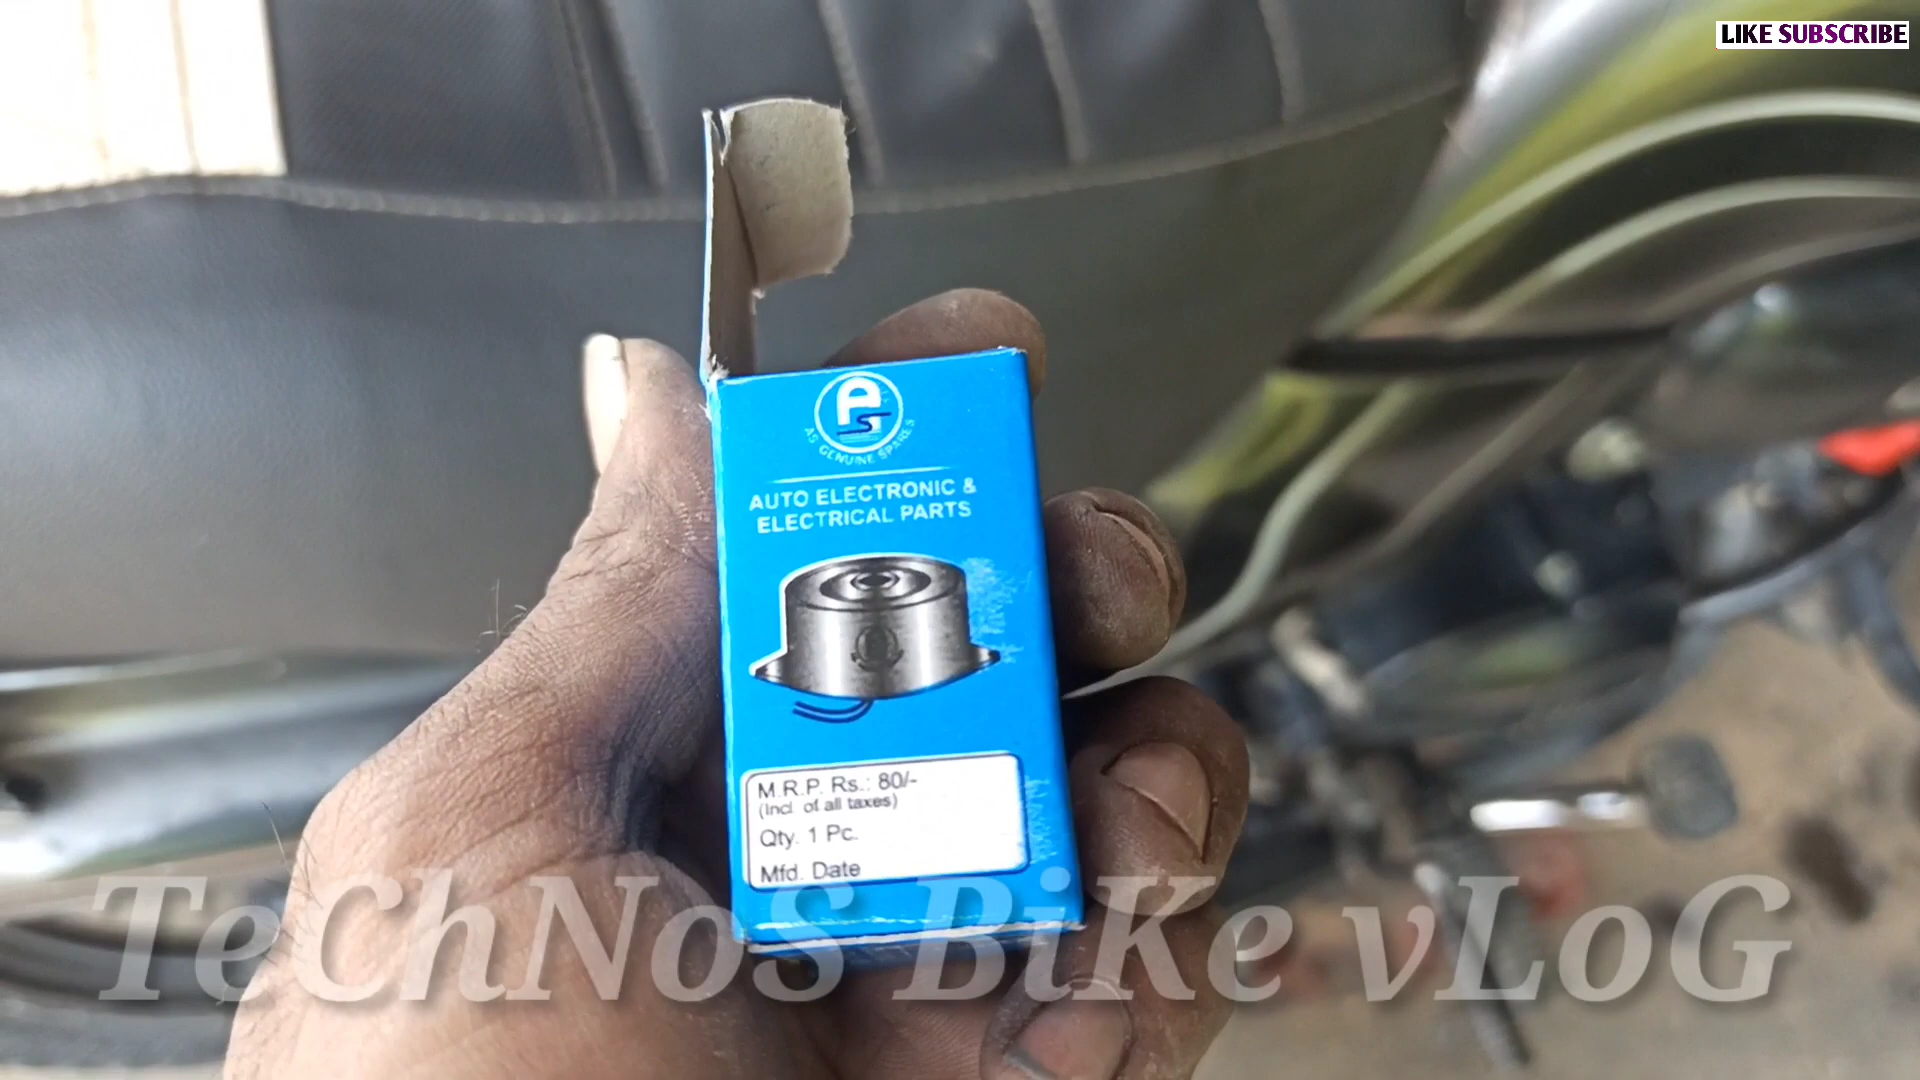 LIKE SUBSCRIBE
AS GENUINE SPARES
AUTO ELECTRONIC &
ELECTRICAL PARTS
M.R.P. Rs.: 80/-
(Incl. of all taxes)
Qty. 1 Pc.
Mfd. Date
TeChNoS BiKe vLoG